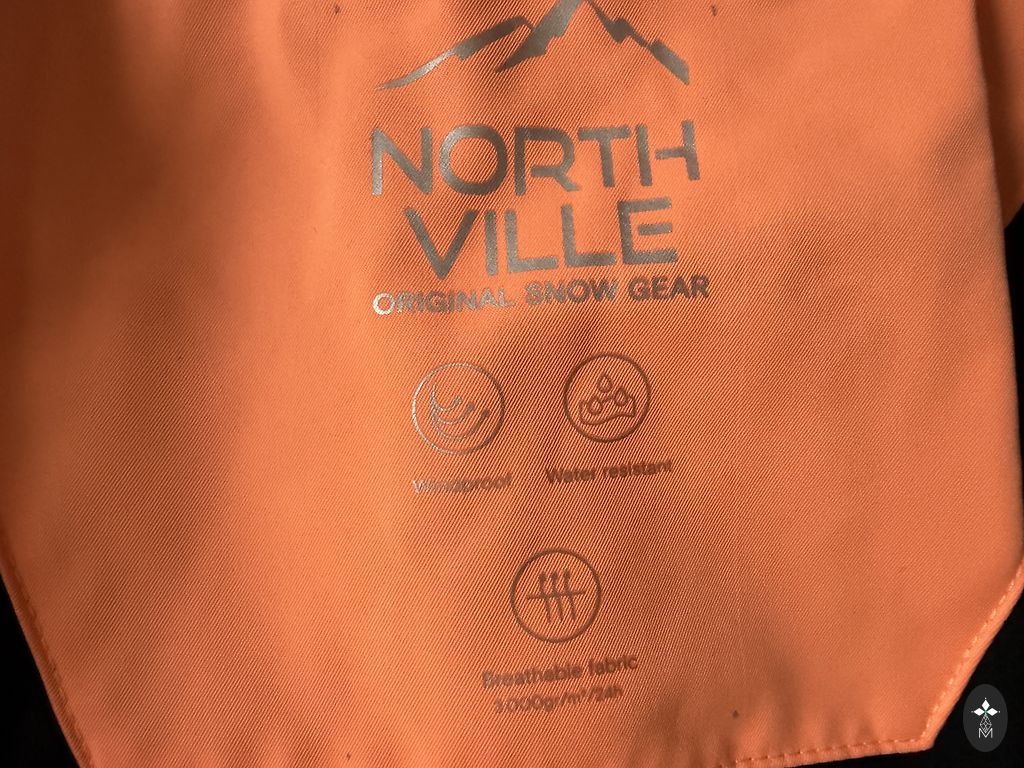 NORTH
VILLE
ORIGINAL SNOW GEAR
Windproof
Water resistant
Breathable fabric
3000gr/m²/24h